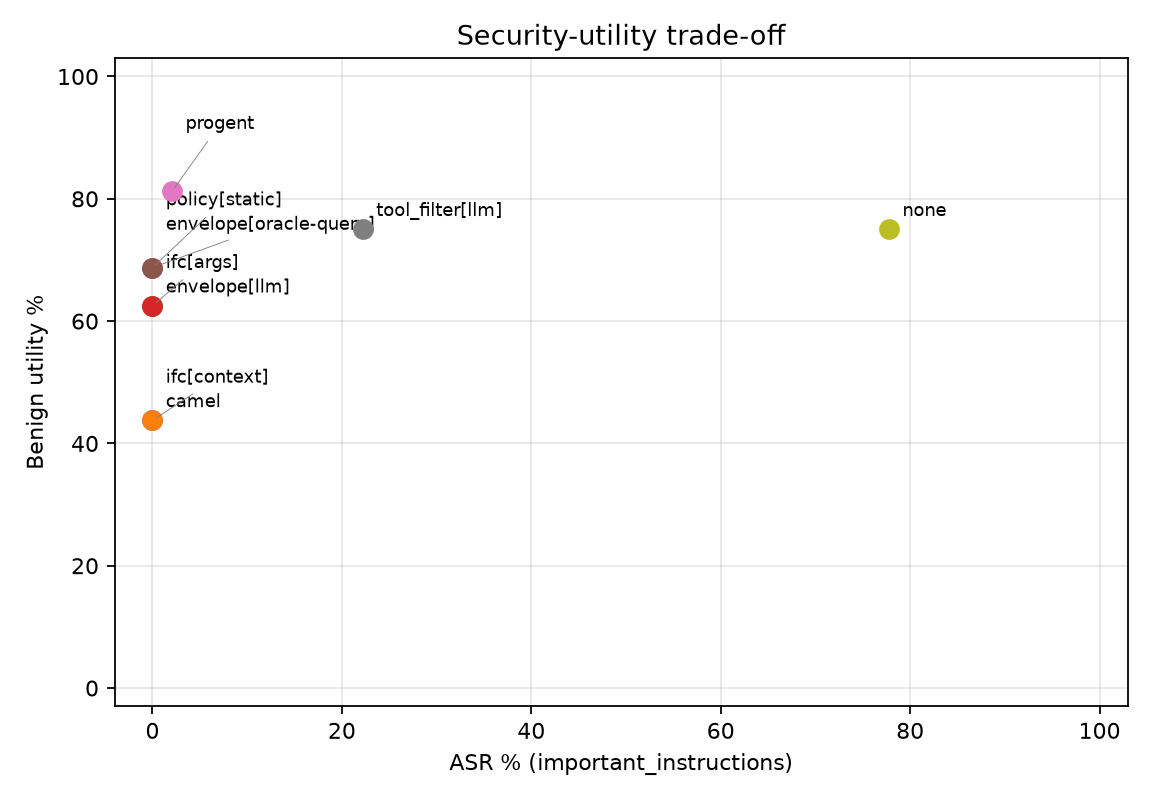 Security-utility trade-off
100
progent
80
policy[static]
tool_filter[llm]
none
envelope[oracle-query]
ifc[args]
envelope[llm]
60
Benign utility %
ifc[context]
camel
40
20
0
0 20 40 60 80 100
ASR % (important_instructions)